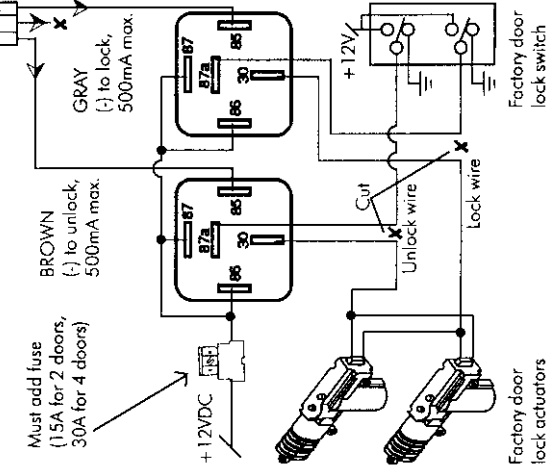 GRAY
(-) to lock,
500mA max.
BROWN
(-) to unlock,
500mA max.
Must add fuse
(15A for 2 doors,
30A for 4 doors)
+12VDC
87
87a
85
30
86
87
87a
85
30
86
+12V
Factory door
lock switch
Cut
Unlock wire
Lock wire
Factory door
lock actuators